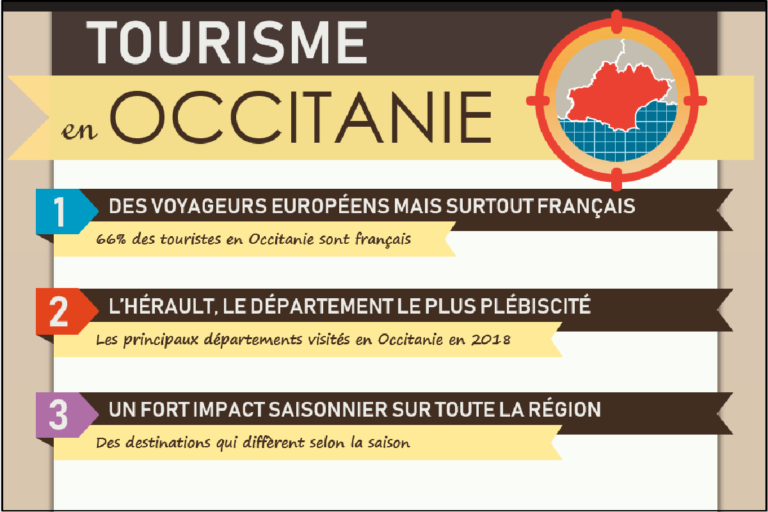 TOURISME
en OCCITANIE
1 DES VOYAGEURS EUROPÉENS MAIS SURTOUT FRANÇAIS
66% des touristes en Occitanie sont français
2 L'HÉRAULT, LE DÉPARTEMENT LE PLUS PLÉBISCITÉ
Les principaux départements visités en Occitanie en 2018
3 UN FORT IMPACT SAISONNIER SUR TOUTE LA RÉGION
Des destinations qui diffèrent selon la saison